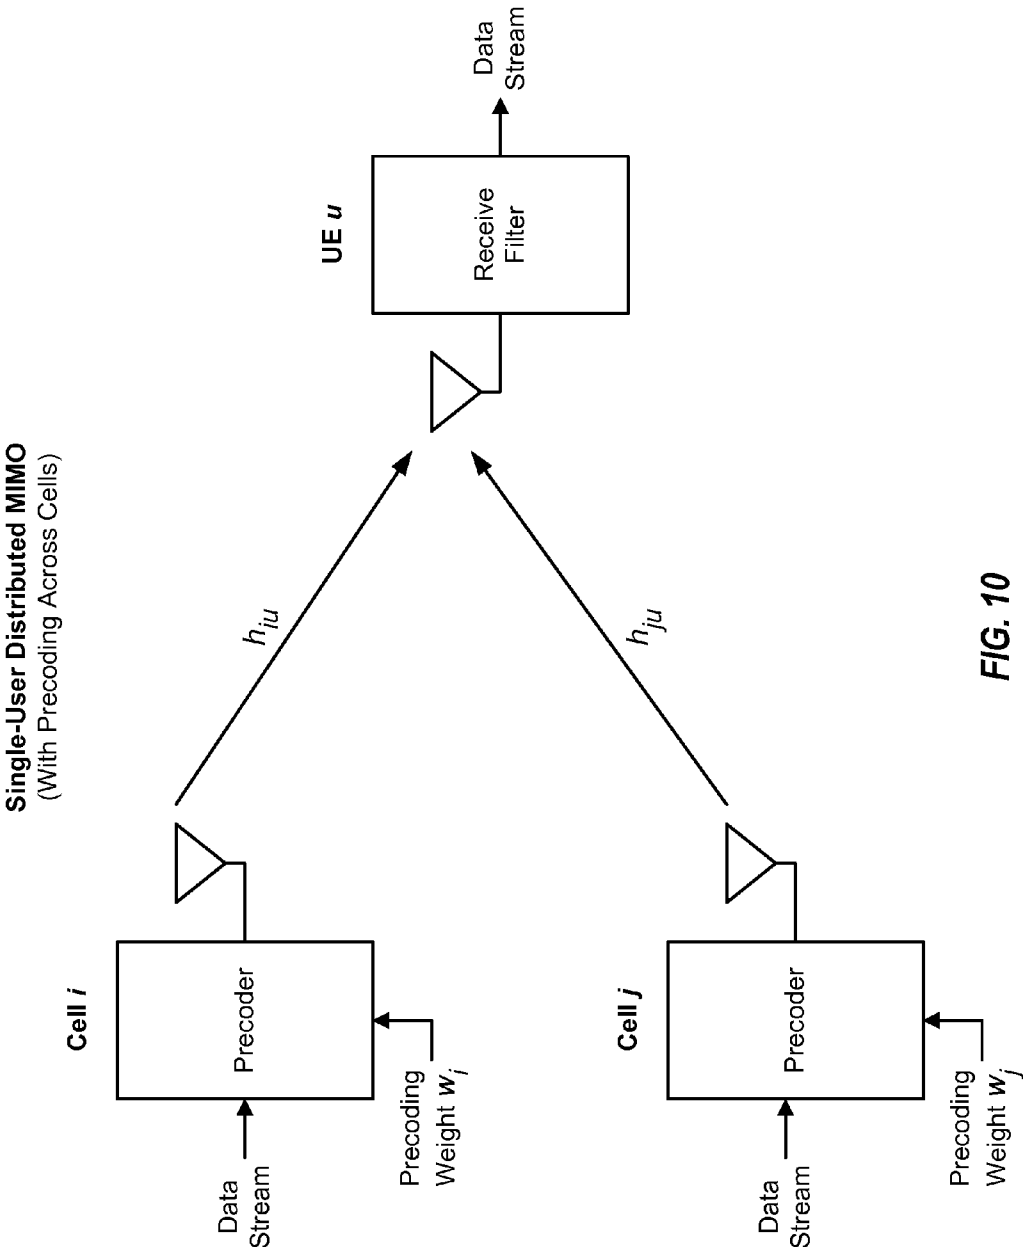 Single-User Distributed MIMO
(With Precoding Across Cells)
Cell i
Data
Stream
Precoder
Precoding
Weight w_i
h_iu
UE u
Receive
Filter
Data
Stream
Cell j
Data
Stream
Precoder
Precoding
Weight w_j
h_ju
FIG. 10